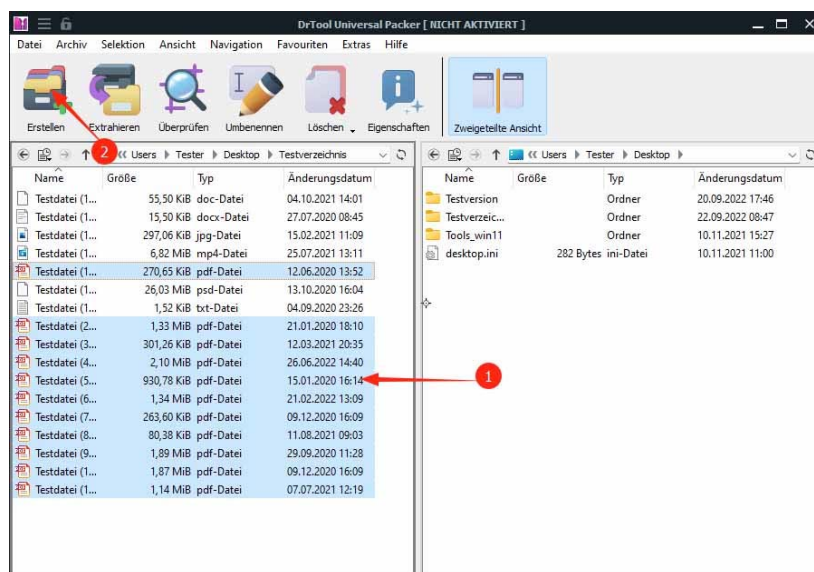 DrTool Universal Packer [ NICHT AKTIVIERT ]
Datei Archiv Selektion Ansicht Navigation Favouriten Extras Hilfe
Erstellen Extrahieren Überprüfen Umbenennen Löschen Eigenschaften Zweigeteilte Ansicht
2
Users Tester Desktop Testverzeichnis
Name Größe Typ Änderungsdatum
Testdatei (1... 55,50 KiB doc-Datei 04.10.2021 14:01
Testdatei (1... 15,50 KiB docx-Datei 27.07.2020 08:45
Testdatei (1... 297,06 KiB jpg-Datei 15.02.2021 11:09
Testdatei (1... 6,82 MiB mp4-Datei 25.07.2021 13:11
Testdatei (1... 270,65 KiB pdf-Datei 12.06.2020 13:52
Testdatei (1... 26,03 MiB psd-Datei 13.10.2020 16:04
Testdatei (1... 1,52 KiB txt-Datei 04.09.2020 23:26
Testdatei (2... 1,33 MiB pdf-Datei 21.01.2020 18:10
Testdatei (3... 301,26 KiB pdf-Datei 12.03.2021 20:35
Testdatei (4... 2,10 MiB pdf-Datei 26.06.2022 14:40
Testdatei (5... 930,78 KiB pdf-Datei 15.01.2020 16:14
Testdatei (6... 1,34 MiB pdf-Datei 21.02.2022 13:09
Testdatei (7... 263,60 KiB pdf-Datei 09.12.2020 16:09
Testdatei (8... 80,38 KiB pdf-Datei 11.08.2021 09:03
Testdatei (9... 1,89 MiB pdf-Datei 29.09.2020 11:28
Testdatei (1... 1,87 MiB pdf-Datei 09.12.2020 16:09
Testdatei (1... 1,14 MiB pdf-Datei 07.07.2021 12:19
Users Tester Desktop
Name Größe Typ Änderungsdatum
Testversion Ordner 20.09.2022 17:46
Testverzeic... Ordner 22.09.2022 08:47
Tools_win11 Ordner 10.11.2021 15:27
desktop.ini 282 Bytes ini-Datei 10.11.2021 11:00
1